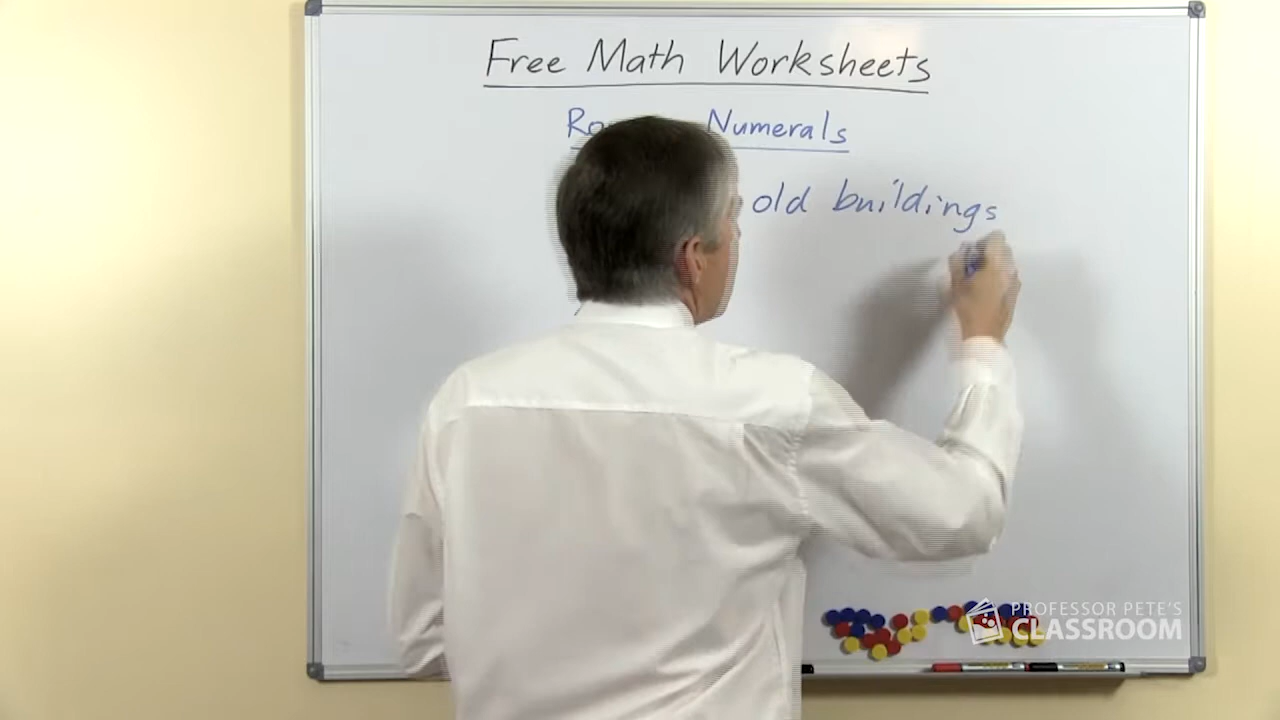 Free Math Worksheets
Numerals
old buildings
PROFESSOR PETE'S
CLASSROOM